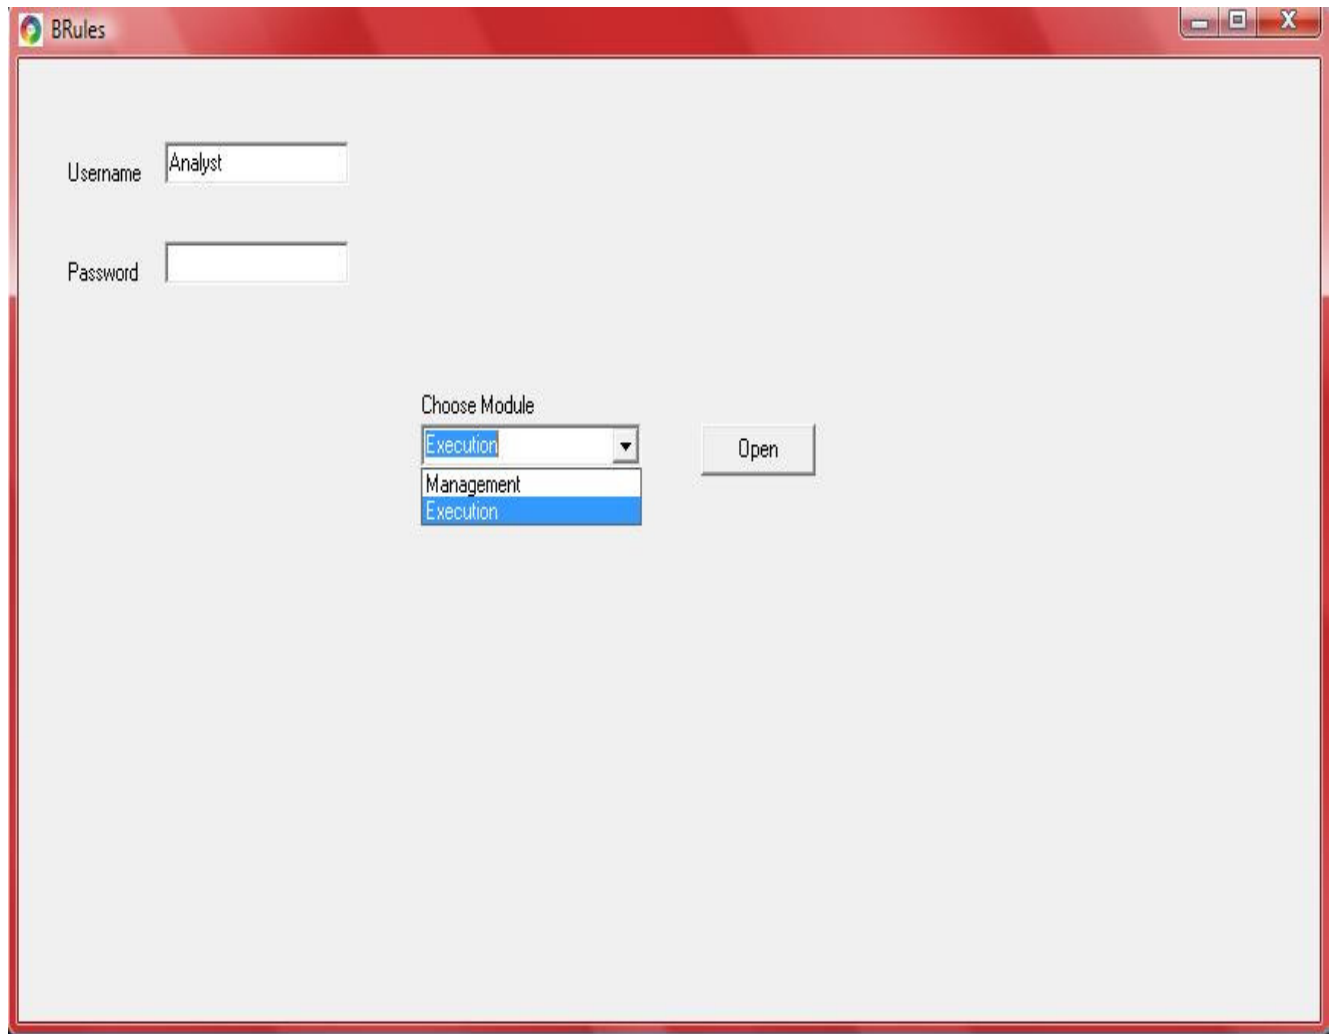 BRules
Username Analyst
Password
Choose Module
Execution
Open
Management
Execution